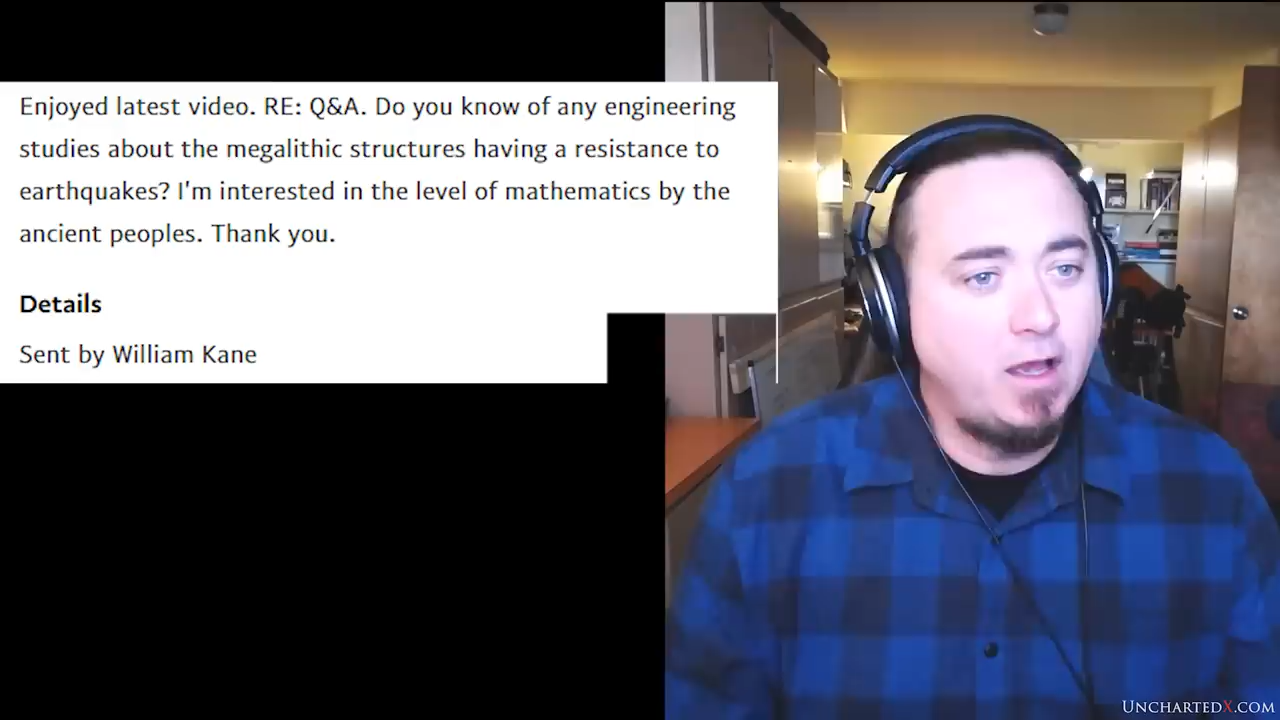 Enjoyed latest video. RE: Q&A. Do you know of any engineering
studies about the megalithic structures having a resistance to
earthquakes? I'm interested in the level of mathematics by the
ancient peoples. Thank you.
Details
Sent by William Kane
UNCHARTEDX.COM